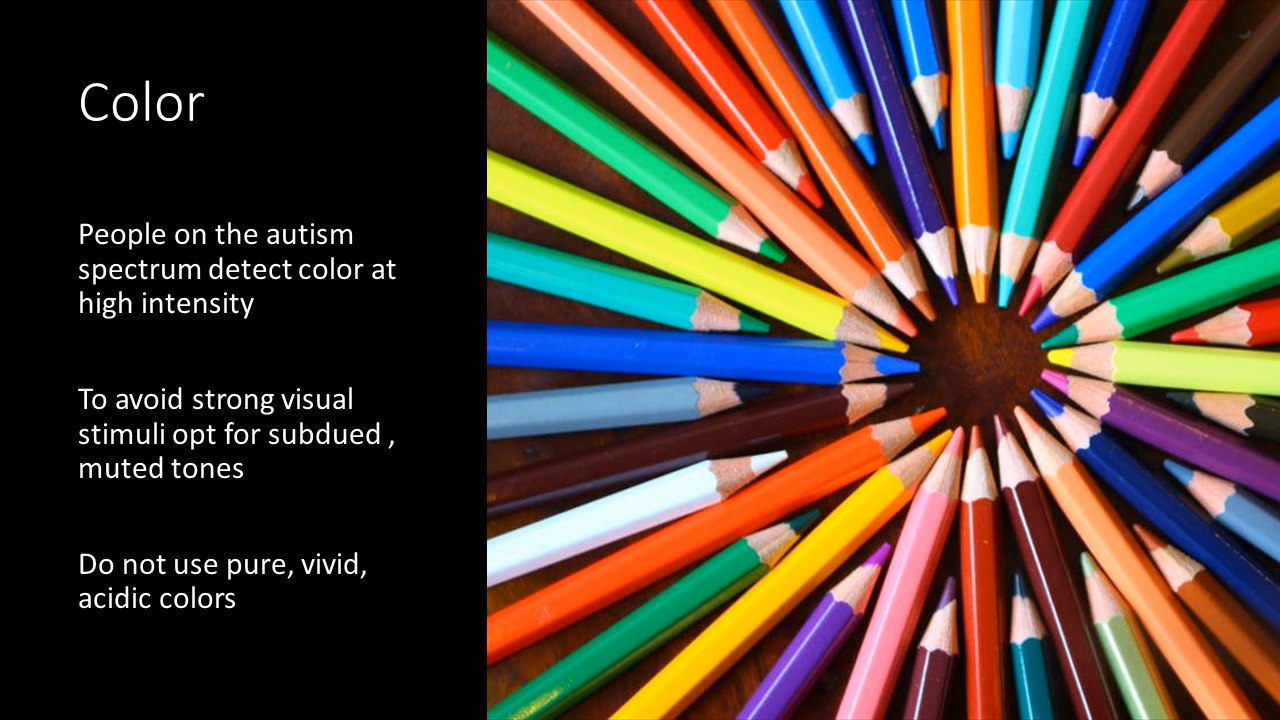 Color
People on the autism
spectrum detect color at
high intensity
To avoid strong visual
stimuli opt for subdued ,
muted tones
Do not use pure, vivid,
acidic colors